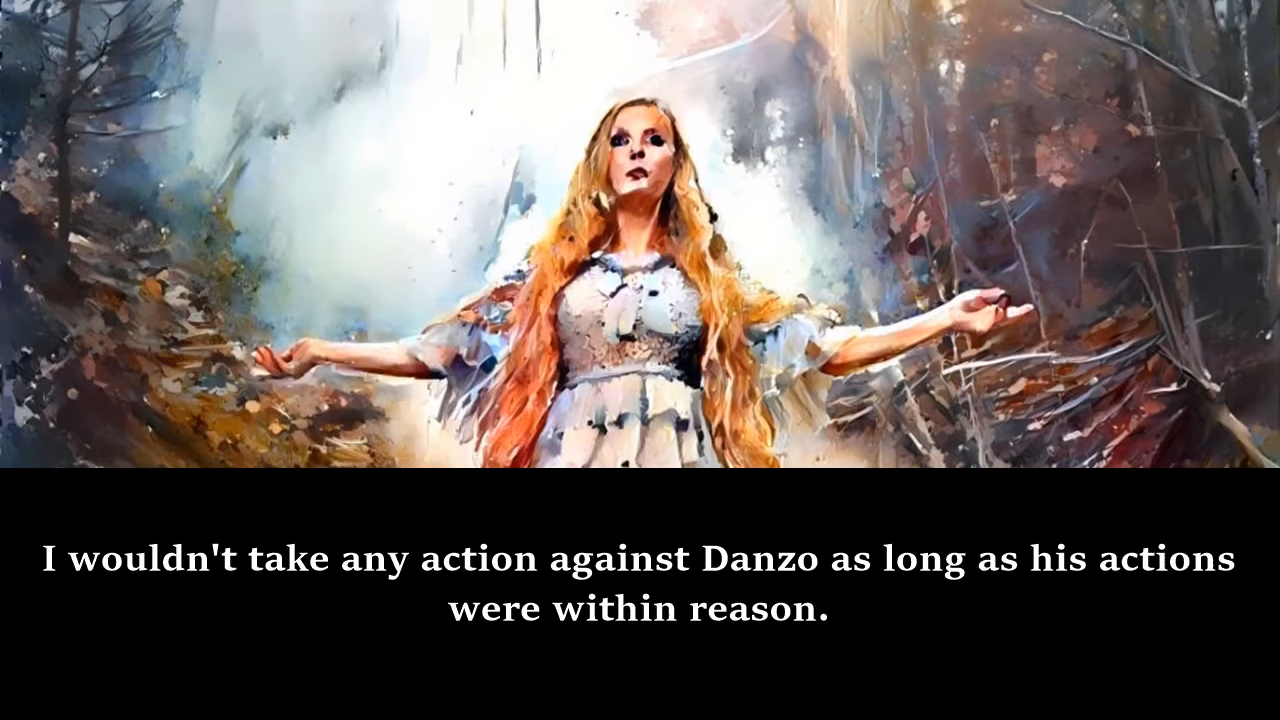 I wouldn't take any action against Danzo as long as his actions
were within reason.